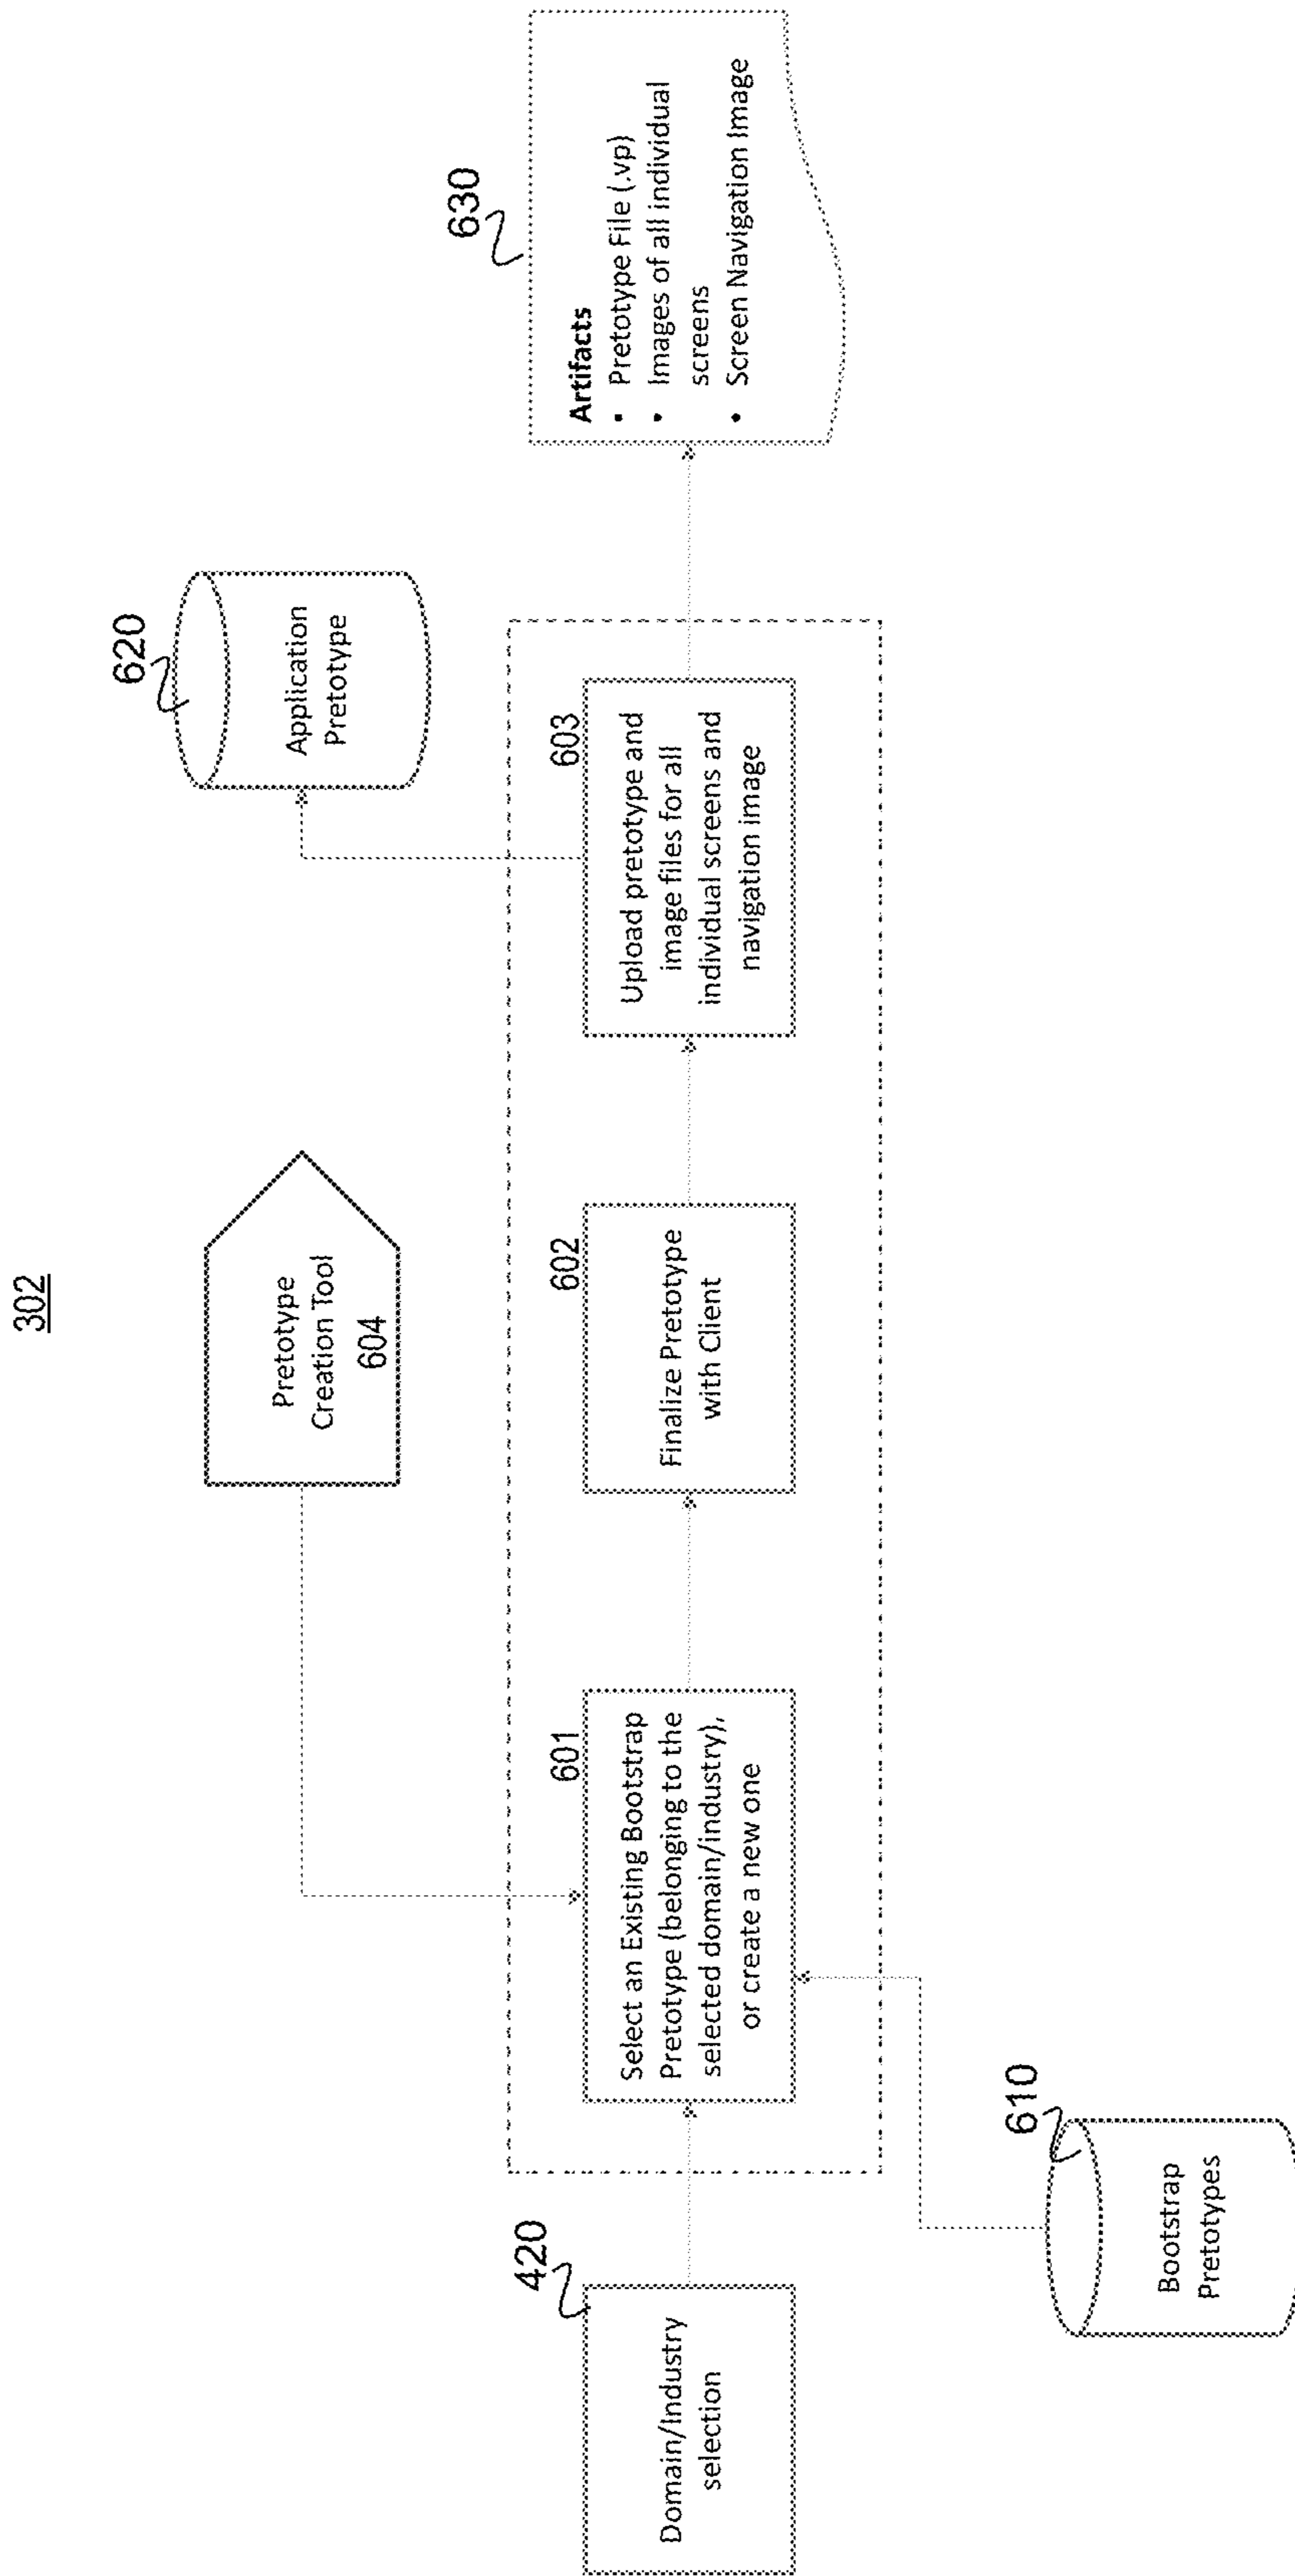 302
Pretotype
Creation Tool
604
620
Application
Pretotype
630
Artifacts
• Pretotype File (.vp)
• Images of all individual
screens
• Screen Navigation Image
420
Domain/Industry
selection
601
Select an Existing Bootstrap
Pretotype (belonging to the
selected domain/industry),
or create a new one
602
Finalize Pretotype
with Client
603
Upload pretotype and
image files for all
individual screens and
navigation image
610
Bootstrap
Pretotypes